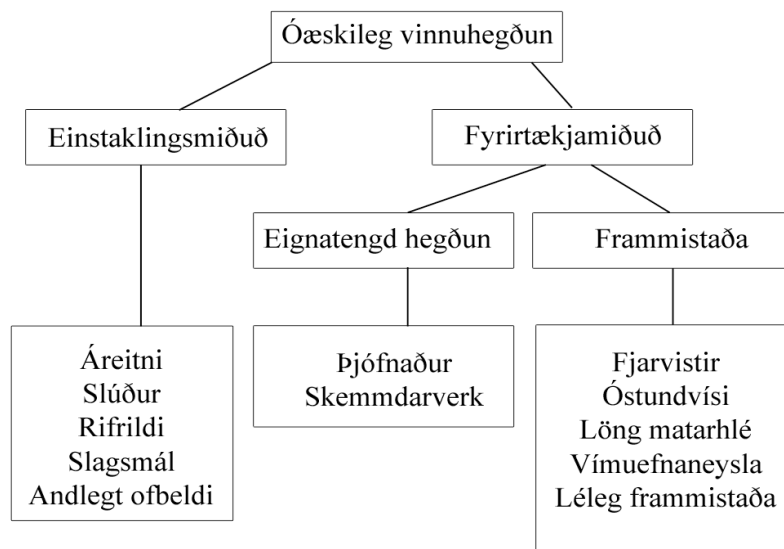 Óæskileg vinnuhegðun
Einstaklingsmiðuð
Fyrirtækjamiðuð
Eignatengd hegðun
Frammistaða
Áreitni
Slúður
Rifrildi
Slagsmál
Andlegt ofbeldi
Þjófnaður
Skemmdarverk
Fjarvistir
Óstundvísi
Löng matarhlé
Vímuefnaneysla
Léleg frammistaða